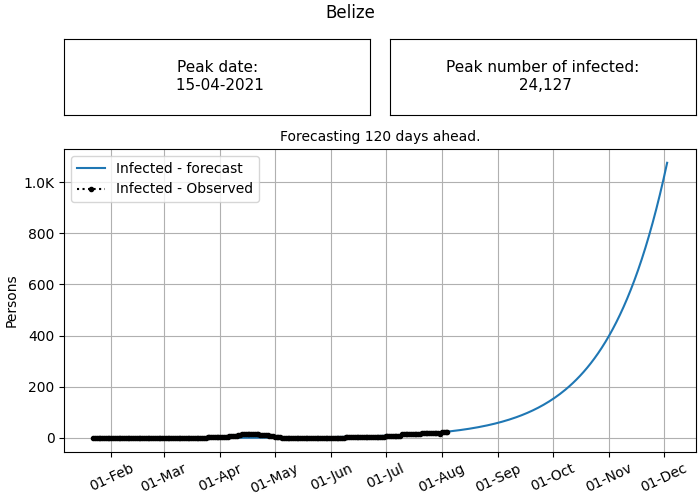 Belize
Peak date:
15-04-2021
Peak number of infected:
24,127
Forecasting 120 days ahead.
Infected - forecast
Infected - Observed
Persons
1.0K
800
600
400
200
0
01-Feb
01-Mar
01-Apr
01-May
01-Jun
01-Jul
01-Aug
01-Sep
01-Oct
01-Nov
01-Dec